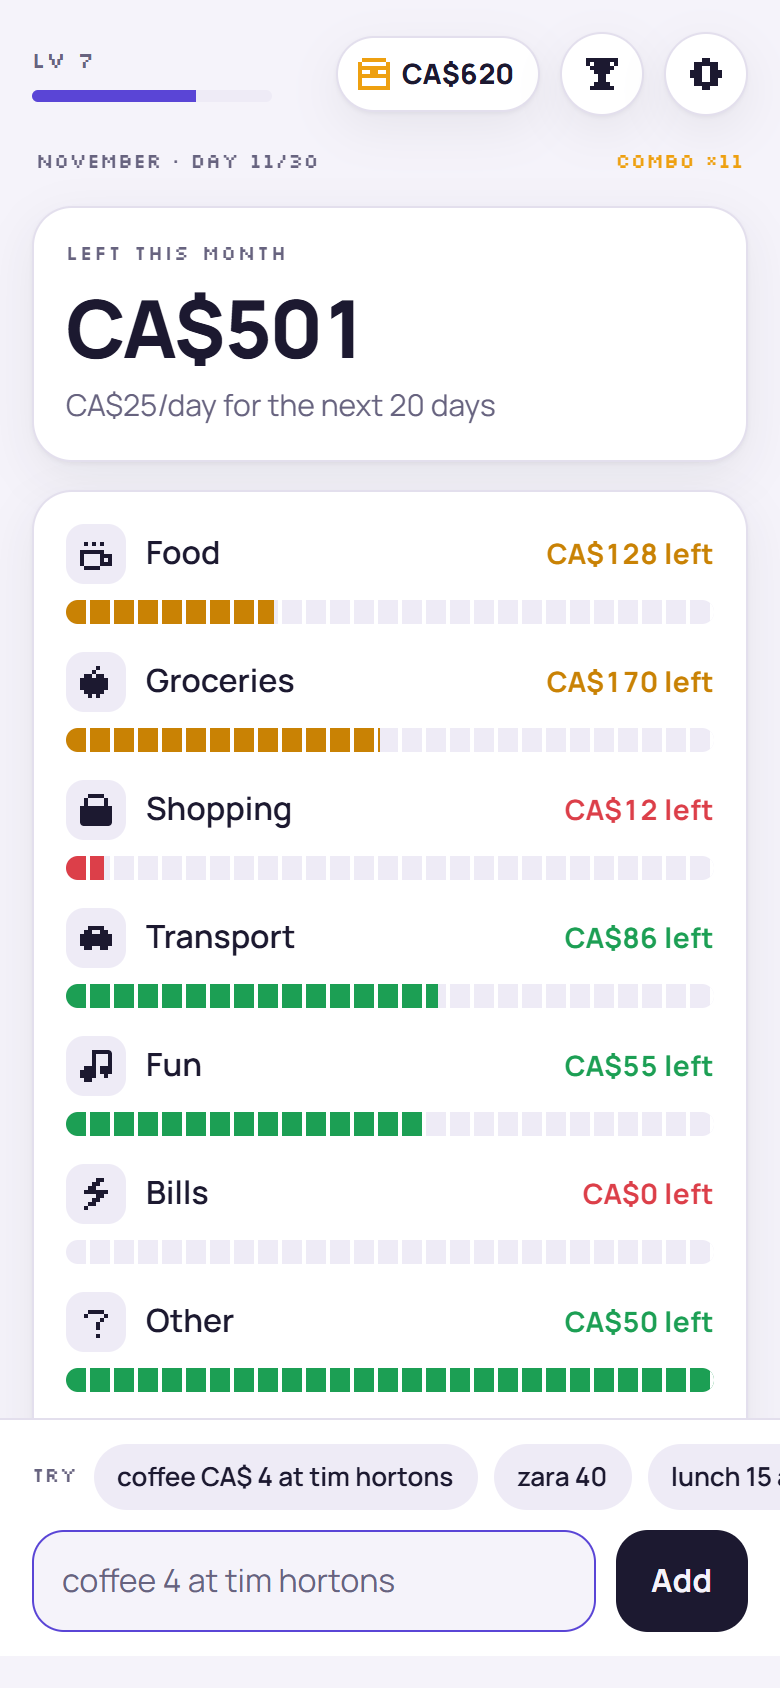 LV 7
CA$620
NOVEMBER · DAY 11/30
COMBO ×11
LEFT THIS MONTH
CA$501
CA$25/day for the next 20 days
Food
CA$128 left
Groceries
CA$170 left
Shopping
CA$12 left
Transport
CA$86 left
Fun
CA$55 left
Bills
CA$0 left
Other
CA$50 left
TRY
coffee CA$ 4 at tim hortons
zara 40
lunch 15
coffee 4 at tim hortons
Add